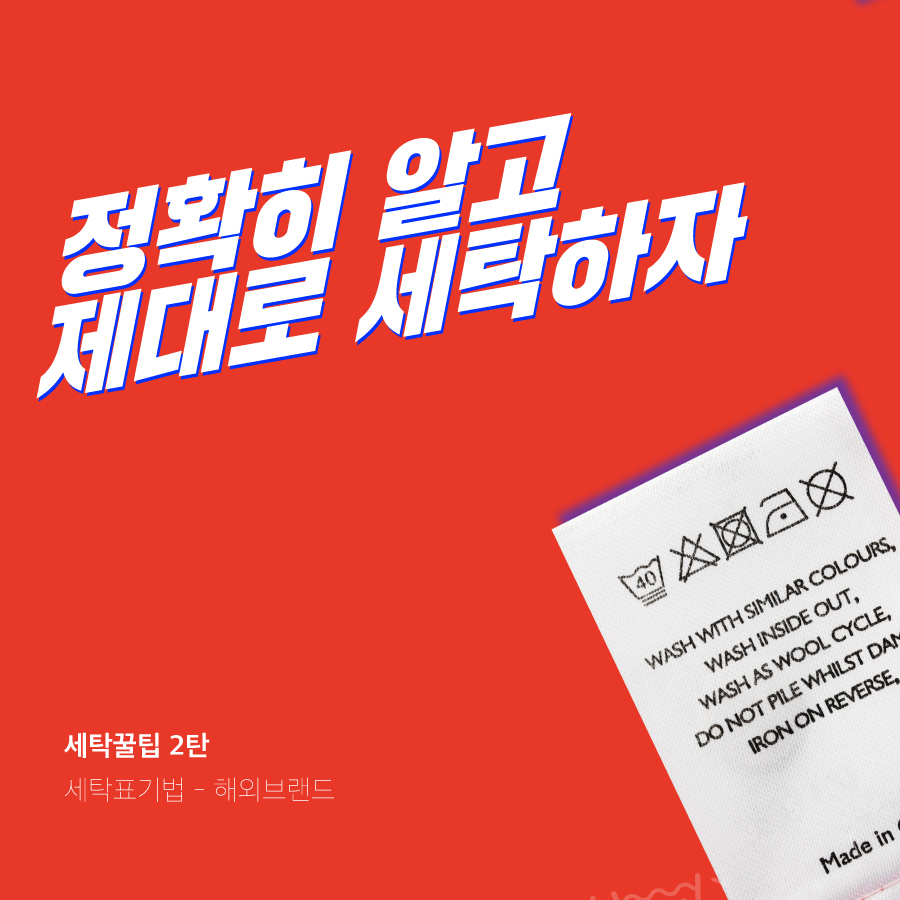 정확히 알고
제대로 세탁하자
40
WASH WITH SIMILAR COLOURS,
WASH INSIDE OUT,
WASH AS WOOL CYCLE,
DO NOT PILE WHILST
IRON ON REVERSE,
Made in
세탁꿀팁 2탄
세탁표기법 - 해외브랜드